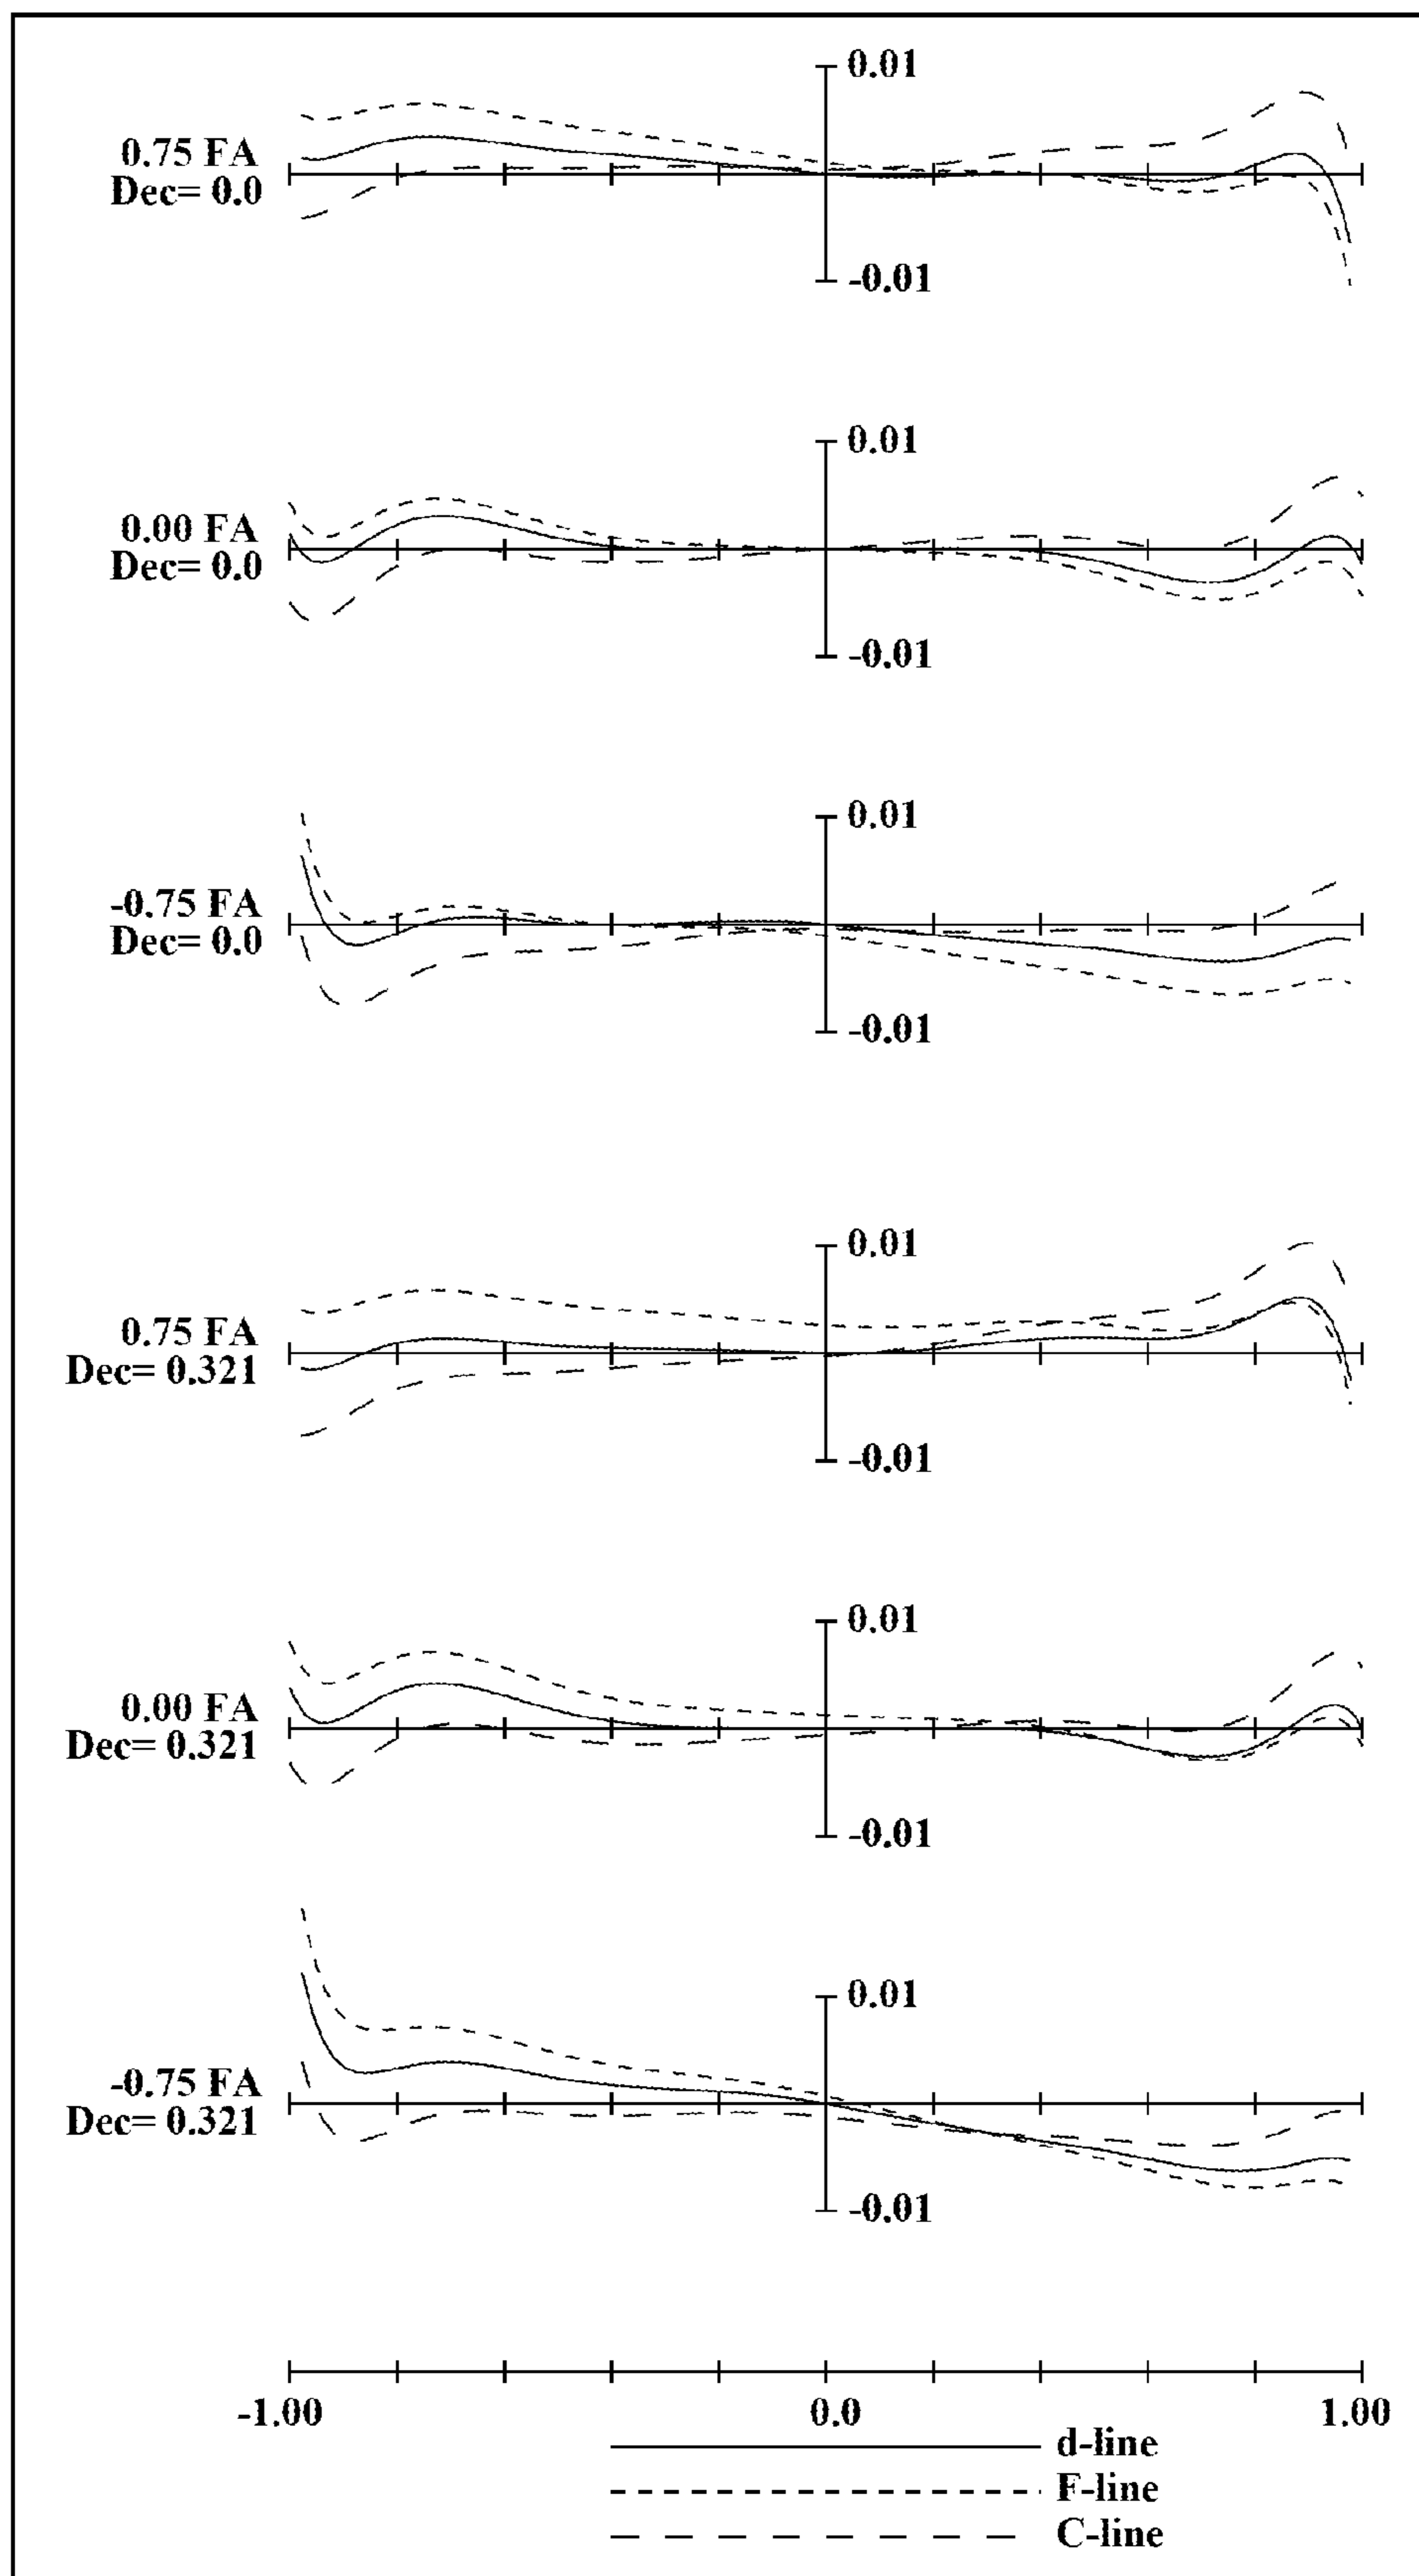 0.01
0.75 FA
Dec= 0.0
-0.01
0.01
0.00 FA
Dec= 0.0
-0.01
0.01
-0.75 FA
Dec= 0.0
-0.01
0.01
0.75 FA
Dec= 0.321
-0.01
0.01
0.00 FA
Dec= 0.321
-0.01
0.01
-0.75 FA
Dec= 0.321
-0.01
-1.00 0.0 1.00
d-line
F-line
C-line